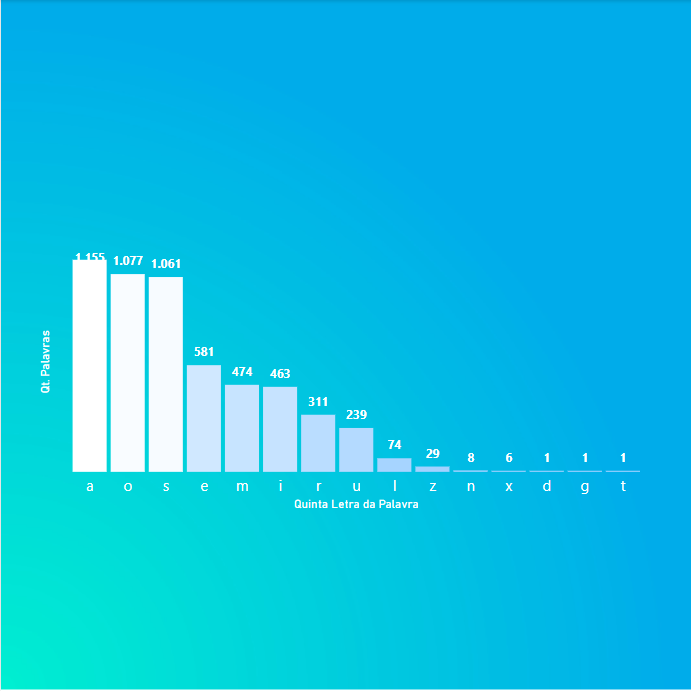 1.155 1.077 1.061
581
474 463
311
239
74
29 8 6 1 1 1
a o s e m i r u l z n x d g t
Quinta Letra da Palavra
Qt. Palavras